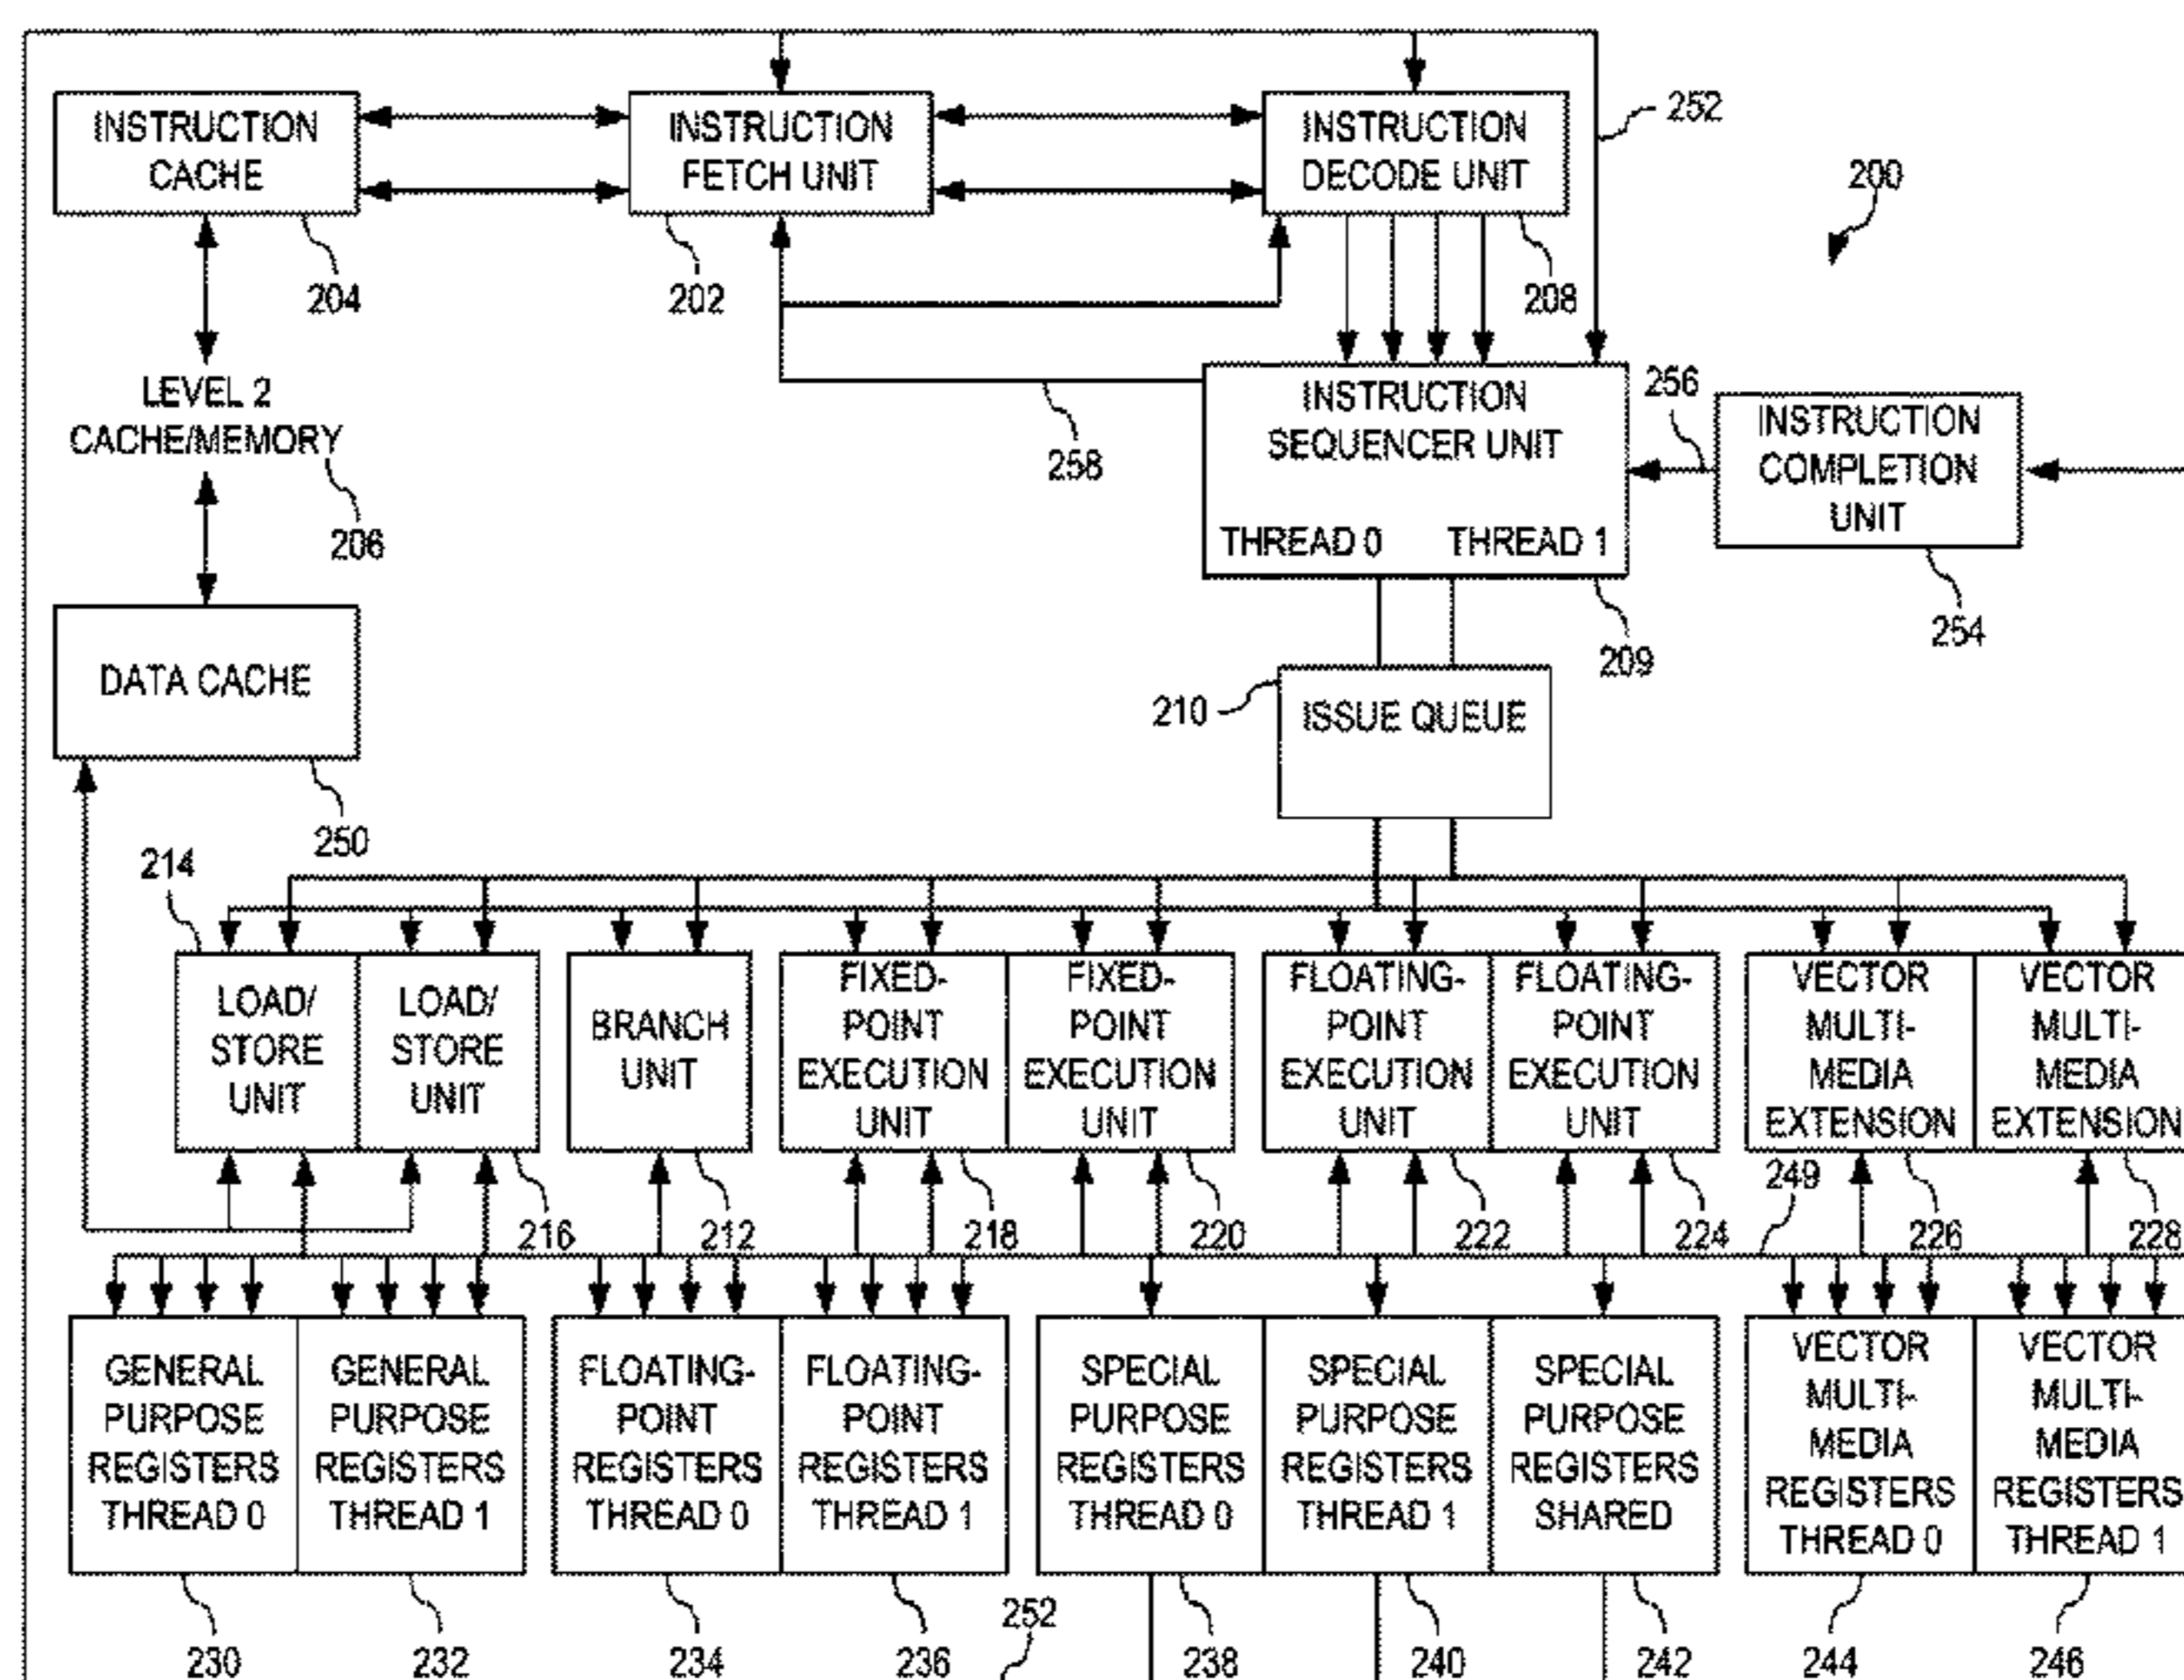 INSTRUCTION
CACHE
INSTRUCTION
FETCH UNIT
INSTRUCTION
DECODE UNIT
252
200
204
202
208
LEVEL 2
CACHE/MEMORY
206
258
INSTRUCTION
SEQUENCER UNIT
THREAD 0 THREAD 1
256
INSTRUCTION
COMPLETION
UNIT
254
209
DATA CACHE
250
210
ISSUE QUEUE
214
LOAD/
STORE
UNIT
LOAD/
STORE
UNIT
BRANCH
UNIT
FIXED-
POINT
EXECUTION
UNIT
FIXED-
POINT
EXECUTION
UNIT
FLOATING-
POINT
EXECUTION
UNIT
FLOATING-
POINT
EXECUTION
UNIT
VECTOR
MULTI-
MEDIA
EXTENSION
VECTOR
MULTI-
MEDIA
EXTENSION
216
212
218
220
222
224
249
226
228
GENERAL
PURPOSE
REGISTERS
THREAD 0
GENERAL
PURPOSE
REGISTERS
THREAD 1
FLOATING-
POINT
REGISTERS
THREAD 0
FLOATING-
POINT
REGISTERS
THREAD 1
SPECIAL
PURPOSE
REGISTERS
THREAD 0
SPECIAL
PURPOSE
REGISTERS
THREAD 1
SPECIAL
PURPOSE
REGISTERS
SHARED
VECTOR
MULTI-
MEDIA
REGISTERS
THREAD 0
VECTOR
MULTI-
MEDIA
REGISTERS
THREAD 1
230
232
234
236
252
238
240
242
244
246